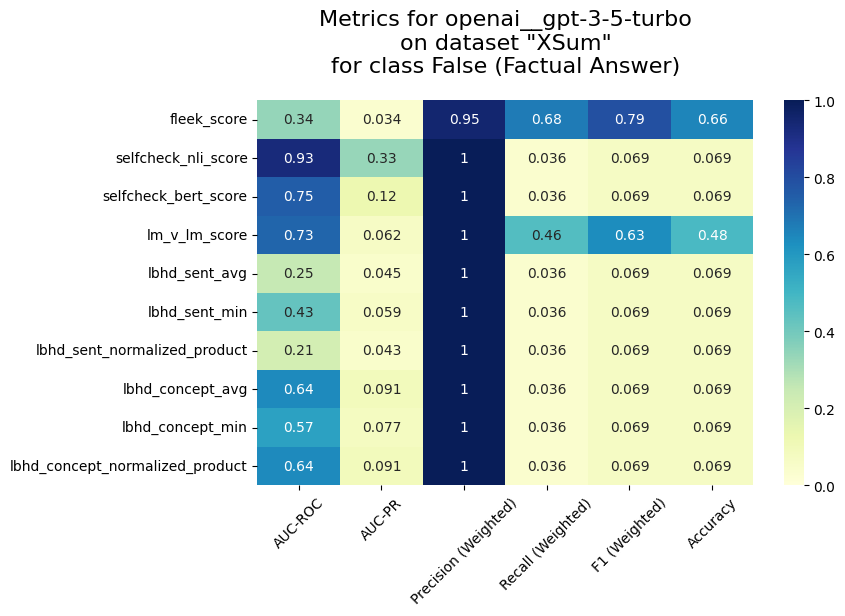 Metrics for openai__gpt-3-5-turbo
on dataset "XSum"
for class False (Factual Answer)
fleek_score 0.34 0.034 0.95 0.68 0.79 0.66
selfcheck_nli_score 0.93 0.33 1 0.036 0.069 0.069
selfcheck_bert_score 0.75 0.12 1 0.036 0.069 0.069
lm_v_lm_score 0.73 0.062 1 0.46 0.63 0.48
lbhd_sent_avg 0.25 0.045 1 0.036 0.069 0.069
lbhd_sent_min 0.43 0.059 1 0.036 0.069 0.069
lbhd_sent_normalized_product 0.21 0.043 1 0.036 0.069 0.069
lbhd_concept_avg 0.64 0.091 1 0.036 0.069 0.069
lbhd_concept_min 0.57 0.077 1 0.036 0.069 0.069
lbhd_concept_normalized_product 0.64 0.091 1 0.036 0.069 0.069
AUC-ROC
AUC-PR
Precision (Weighted)
Recall (Weighted)
F1 (Weighted)
Accuracy
1.0
0.8
0.6
0.4
0.2
0.0